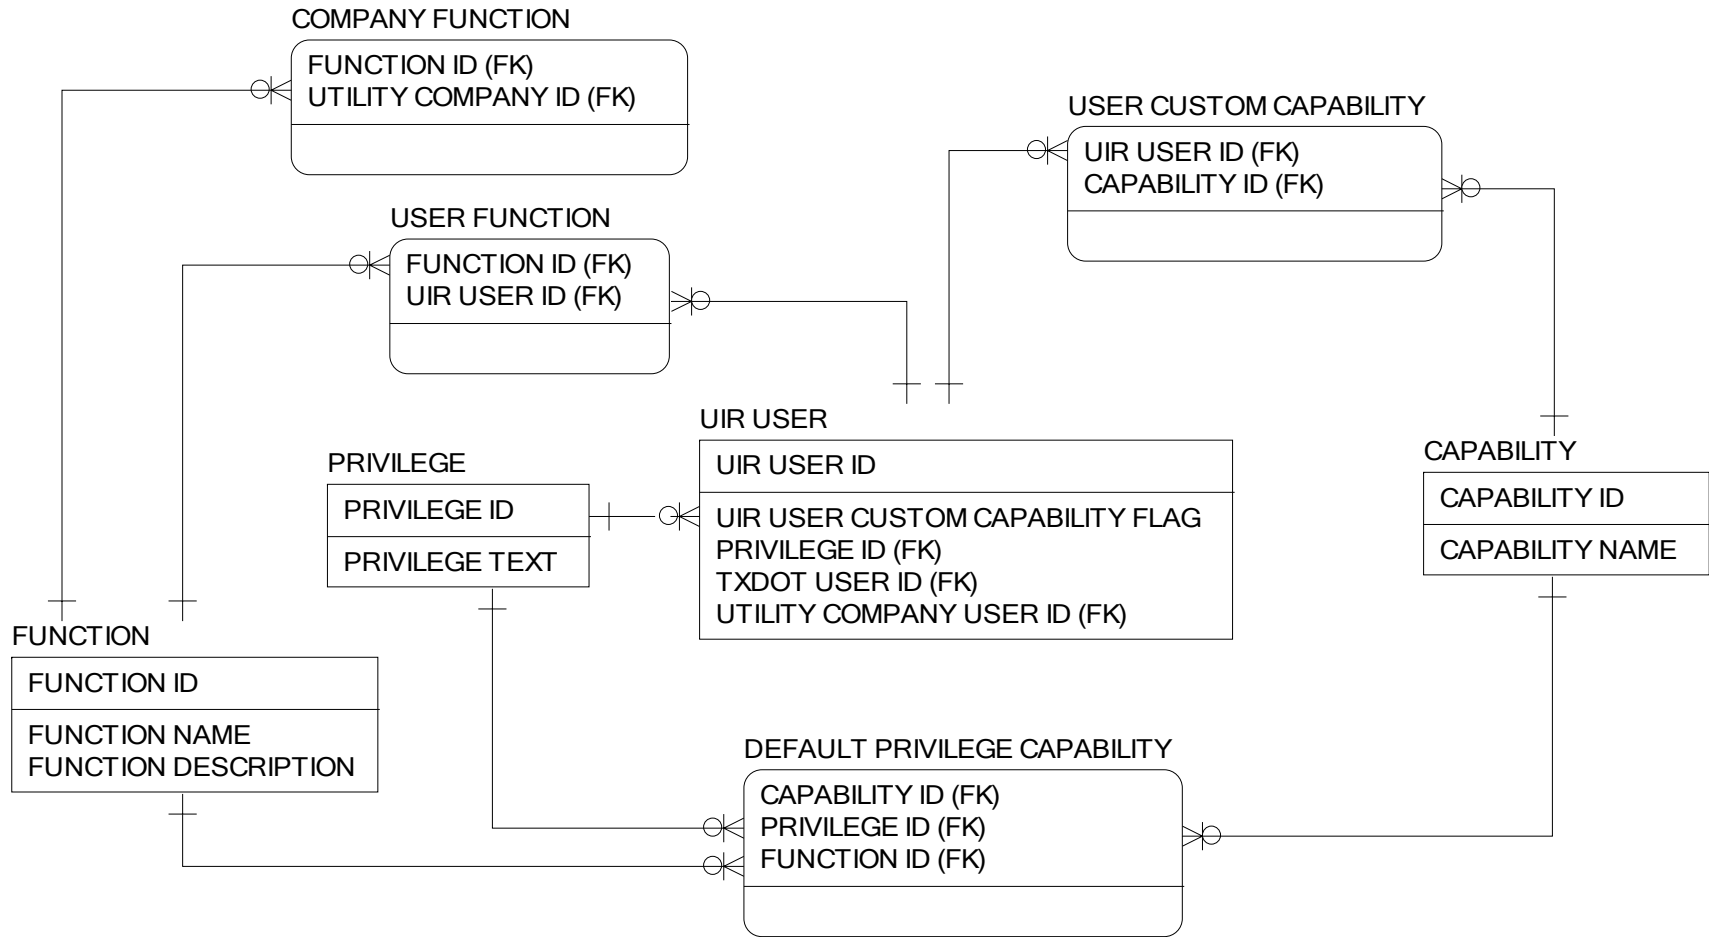 COMPANY FUNCTION
FUNCTION ID (FK)
UTILITY COMPANY ID (FK)
USER CUSTOM CAPABILITY
UIR USER ID (FK)
CAPABILITY ID (FK)
USER FUNCTION
FUNCTION ID (FK)
UIR USER ID (FK)
UIR USER
UIR USER ID
UIR USER CUSTOM CAPABILITY FLAG
PRIVILEGE ID (FK)
TXDOT USER ID (FK)
UTILITY COMPANY USER ID (FK)
PRIVILEGE
PRIVILEGE ID
PRIVILEGE TEXT
CAPABILITY
CAPABILITY ID
CAPABILITY NAME
FUNCTION
FUNCTION ID
FUNCTION NAME
FUNCTION DESCRIPTION
DEFAULT PRIVILEGE CAPABILITY
CAPABILITY ID (FK)
PRIVILEGE ID (FK)
FUNCTION ID (FK)